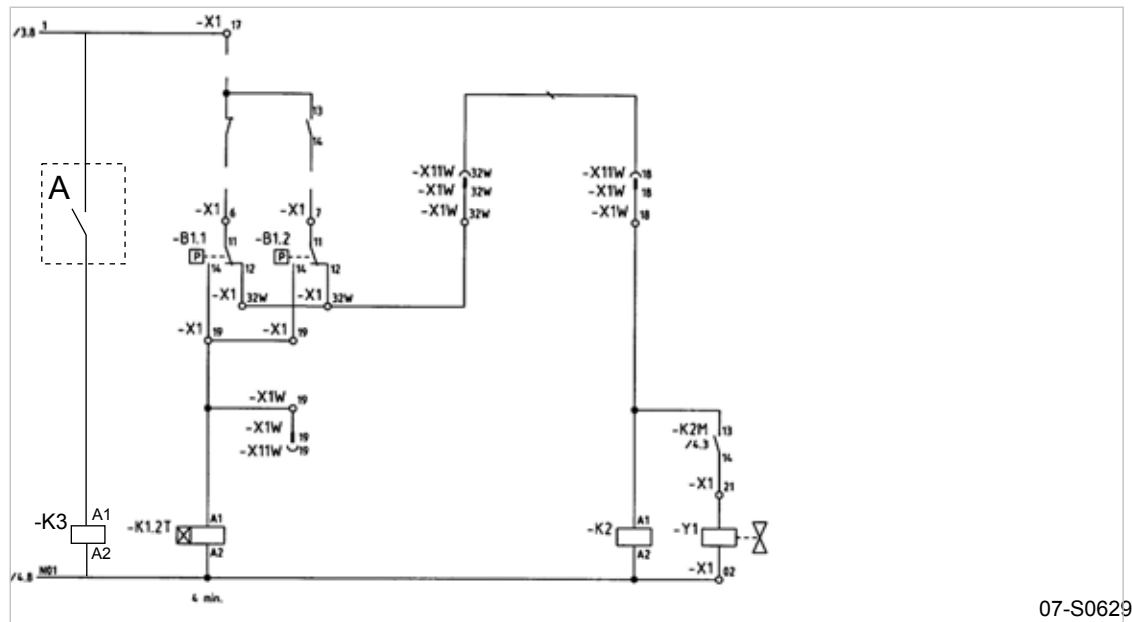 /3.8 1
-X1 17
13
14
A
-X11W 32W
-X1W 32W
-X1W 32W
-X11W 18
-X1W 18
-X1W 18
-X1 6
-X1 7
-B1.1 P 11
14 12
-B1.2 P 11
14 12
-X1 32W
-X1 32W
-X1 19
-X1 19
-X1W 19
-X1W 19
-X11W 19
-K2M 13
/4.3 14
-X1 21
-K3 A1
A2
-K1.2T A1
A2
-K2 A1
A2
-Y1
-X1 02
/4.8 N01
4 min.
07-S0629